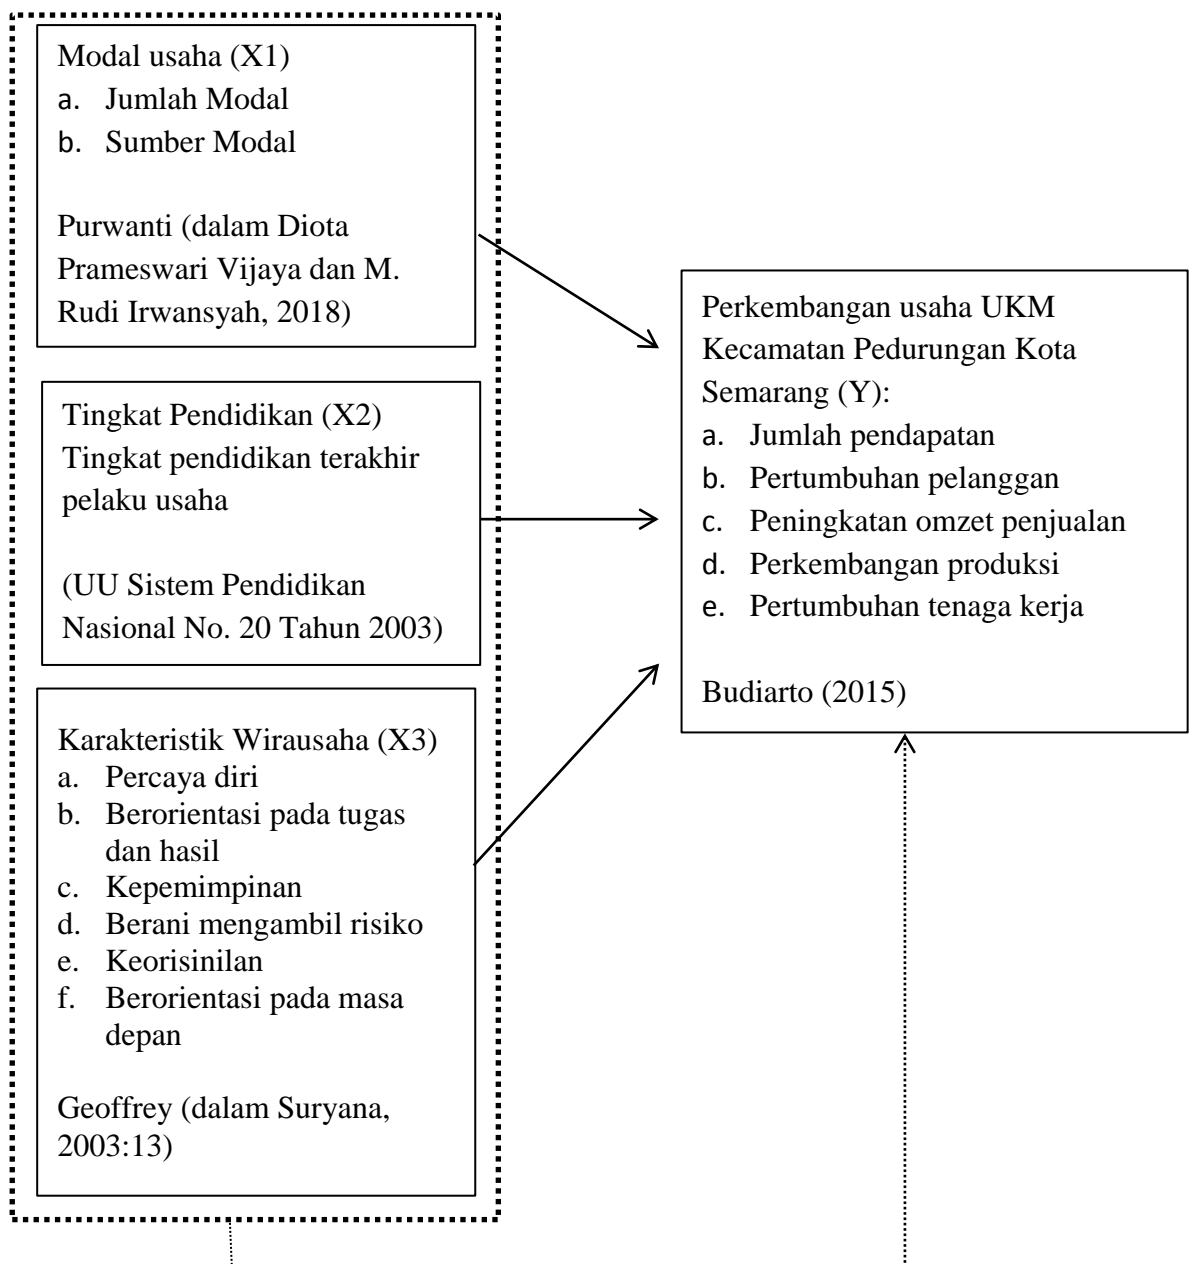 Modal usaha (X1)
a. Jumlah Modal
b. Sumber Modal
Purwanti (dalam Diota
Prameswari Vijaya dan M.
Rudi Irwansyah, 2018)
Tingkat Pendidikan (X2)
Tingkat pendidikan terakhir
pelaku usaha
(UU Sistem Pendidikan
Nasional No. 20 Tahun 2003)
Karakteristik Wirausaha (X3)
a. Percaya diri
b. Berorientasi pada tugas
dan hasil
c. Kepemimpinan
d. Berani mengambil risiko
e. Keorisinilan
f. Berorientasi pada masa
depan
Geoffrey (dalam Suryana,
2003:13)
Perkembangan usaha UKM
Kecamatan Pedurungan Kota
Semarang (Y):
a. Jumlah pendapatan
b. Pertumbuhan pelanggan
c. Peningkatan omzet penjualan
d. Perkembangan produksi
e. Pertumbuhan tenaga kerja
Budiarto (2015)